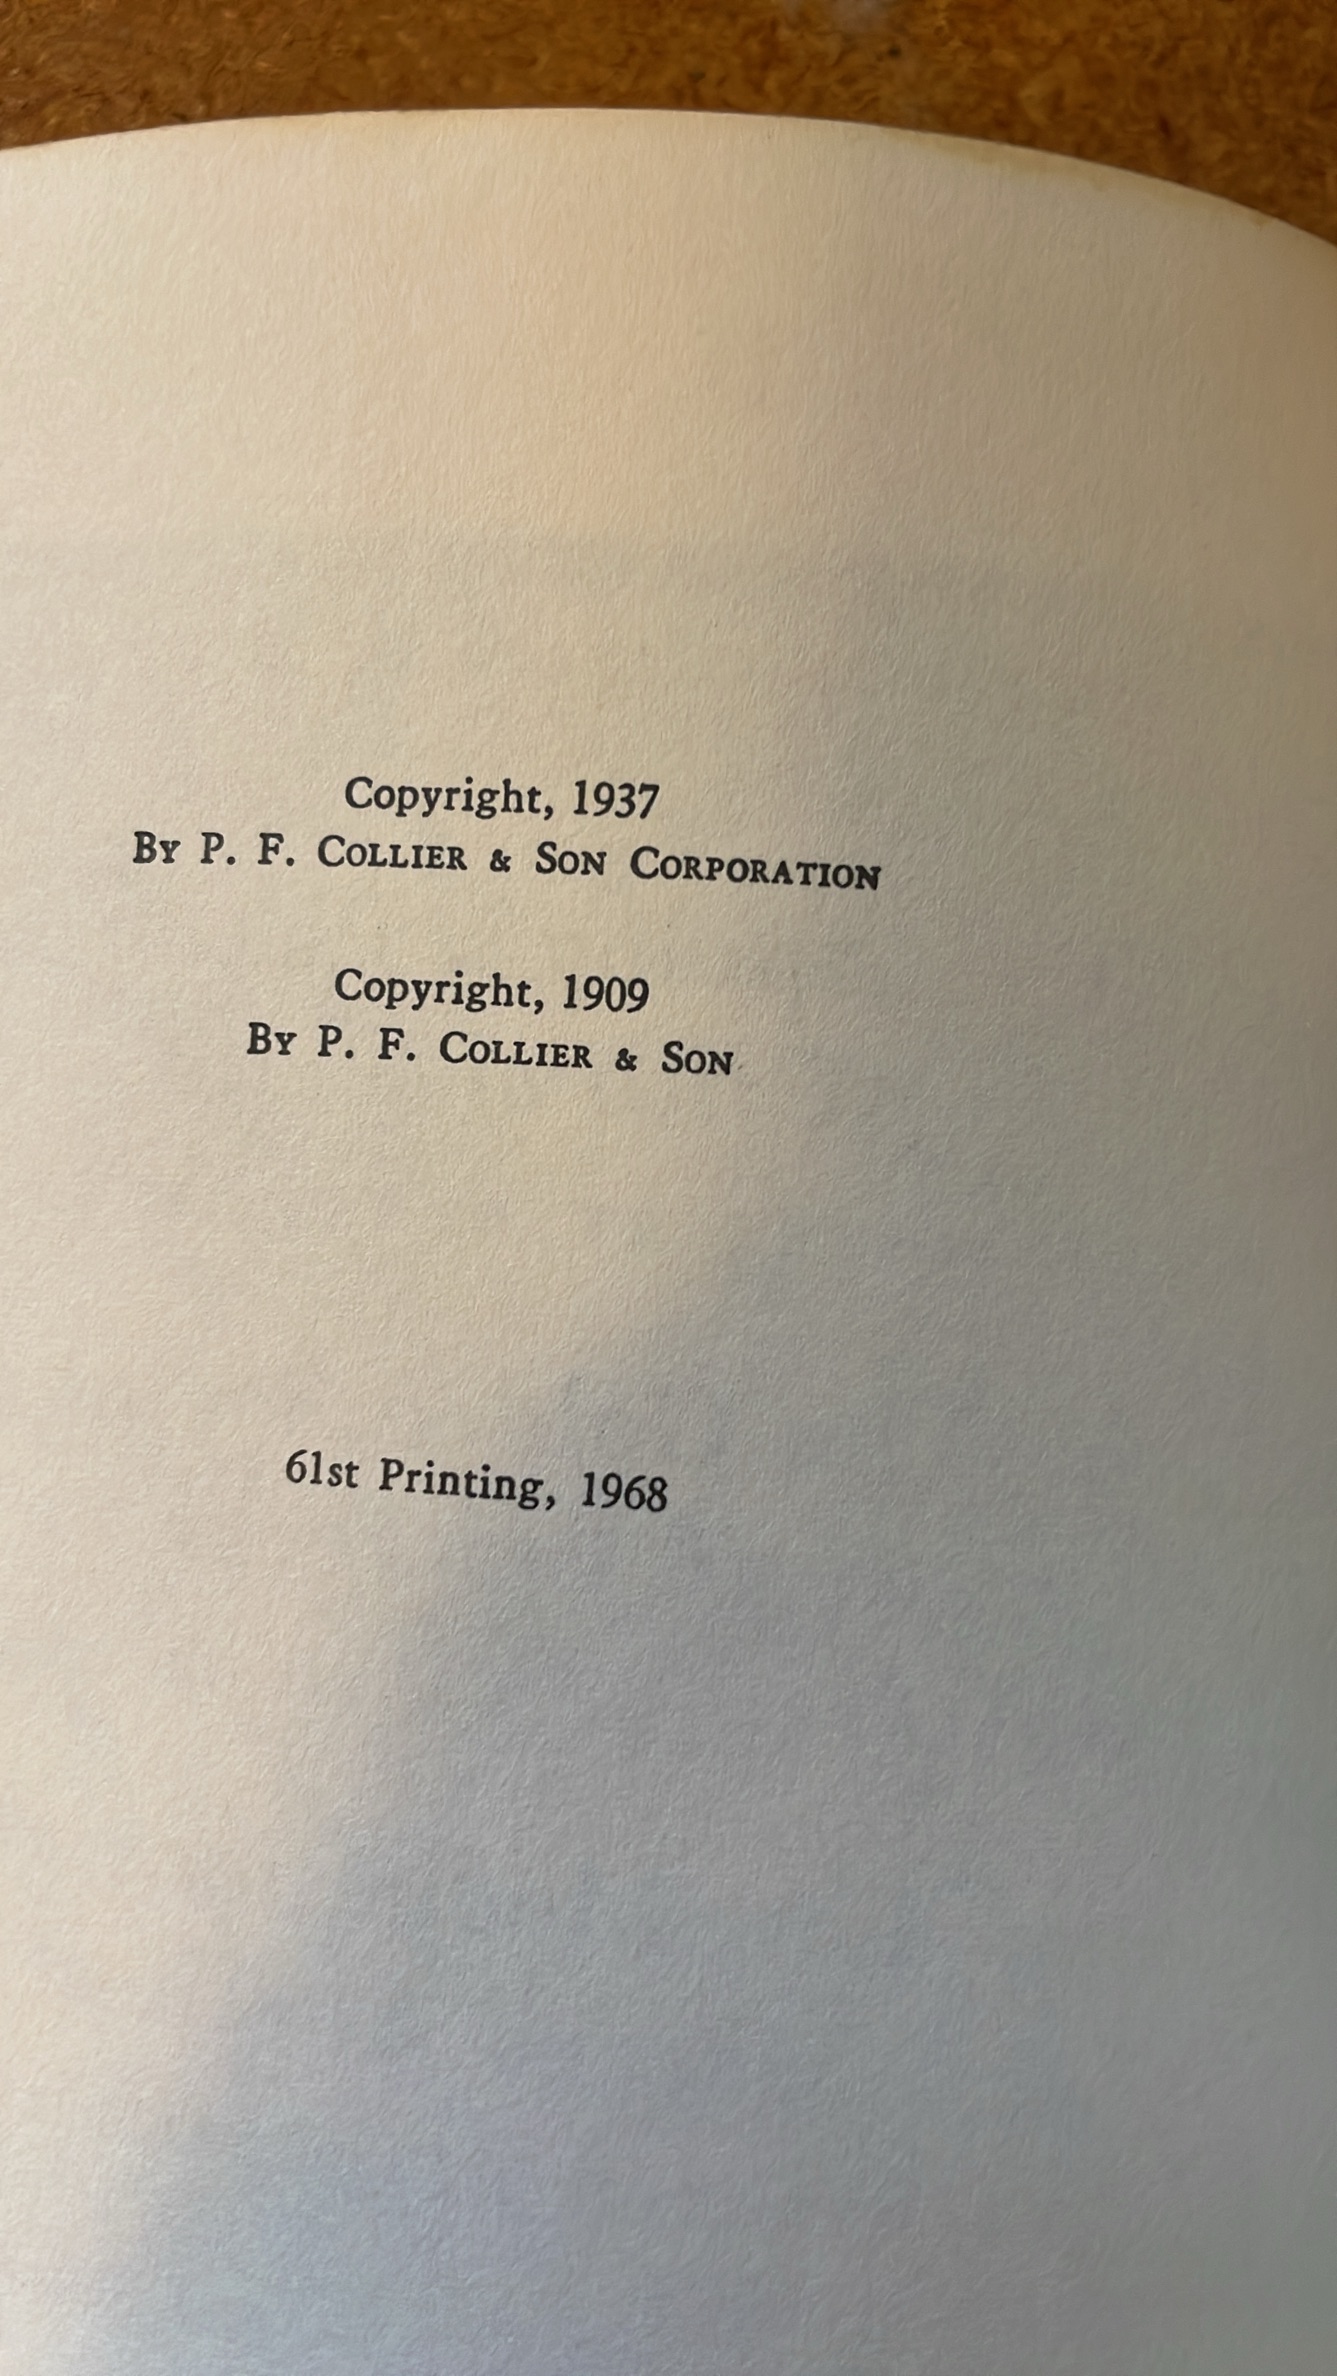 Copyright, 1937
By P. F. Collier & Son Corporation
Copyright, 1909
By P. F. Collier & Son
61st Printing, 1968